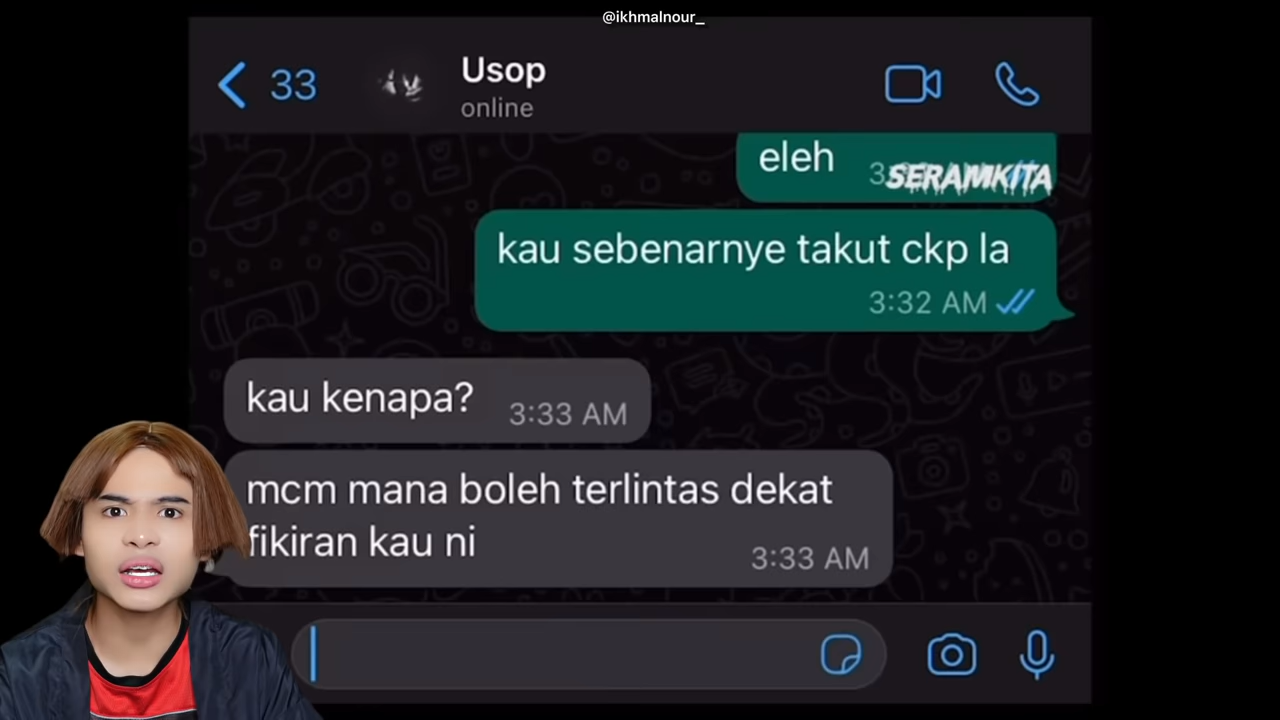 @ikhmalnour_
33
Usop
online
eleh
SERAMKITA
kau sebenarnye takut ckp la
3:32 AM
kau kenapa?
3:33 AM
mcm mana boleh terlintas dekat
fikiran kau ni
3:33 AM